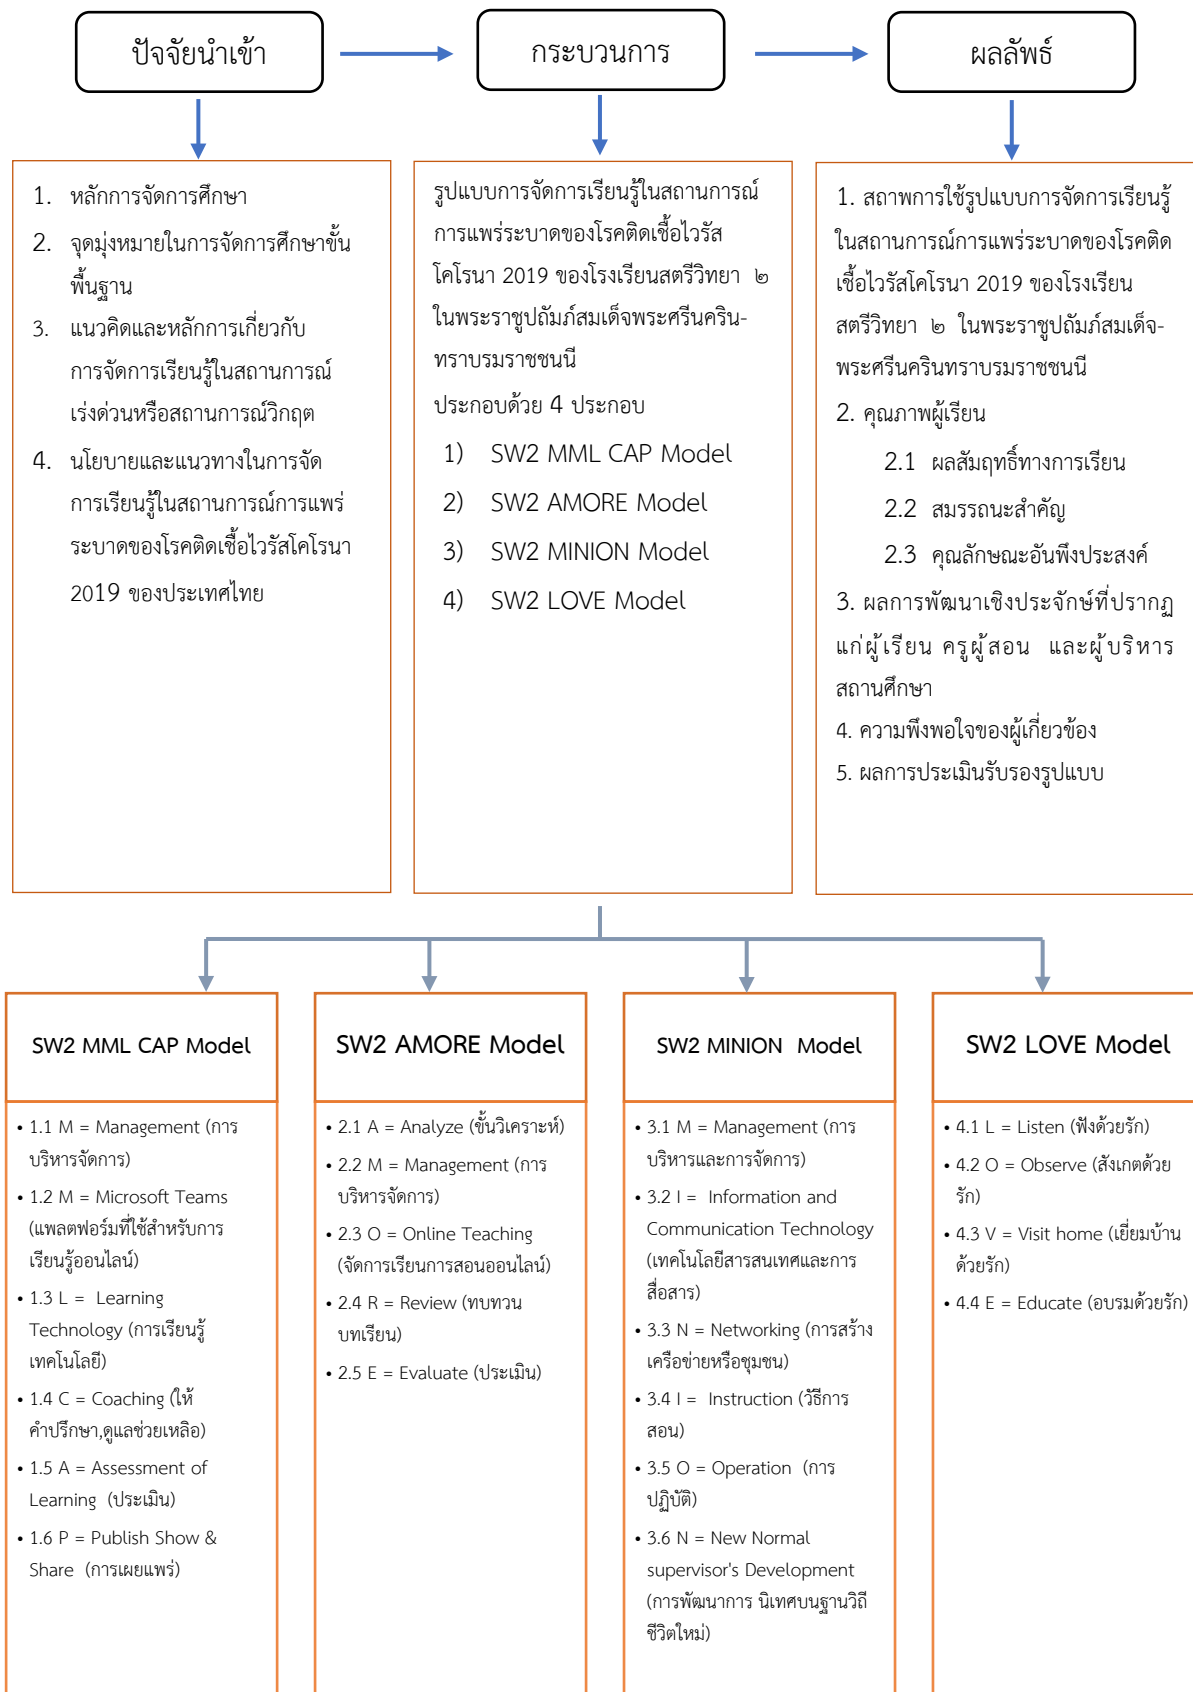 ปัจจัยนำเข้า
กระบวนการ
ผลลัพธ์
1. หลักการจัดการศึกษา
2. จุดมุ่งหมายในการจัดการศึกษาขั้น
พื้นฐาน
3. แนวคิดและหลักการเกี่ยวกับ
การจัดการเรียนรู้ในสถานการณ์
เร่งด่วนหรือสถานการณ์วิกฤต
4. นโยบายและแนวทางในการจัด
การเรียนรู้ในสถานการณ์การแพร่
ระบาดของโรคติดเชื้อไวรัสโคโรนา
2019 ของประเทศไทย
รูปแบบการจัดการเรียนรู้ในสถานการณ์
การแพร่ระบาดของโรคติดเชื้อไวรัส
โคโรนา 2019 ของโรงเรียนสตรีวิทยา ๒
ในพระราชูปถัมภ์สมเด็จพระศรีนคริน-
ทราบรมราชชนนี
ประกอบด้วย 4 ประกอบ
1) SW2 MML CAP Model
2) SW2 AMORE Model
3) SW2 MINION Model
4) SW2 LOVE Model
1. สภาพการใช้รูปแบบการจัดการเรียนรู้
ในสถานการณ์การแพร่ระบาดของโรคติด
เชื้อไวรัสโคโรนา 2019 ของโรงเรียน
สตรีวิทยา ๒ ในพระราชูปถัมภ์สมเด็จ-
พระศรีนครินทราบรมราชชนนี
2. คุณภาพผู้เรียน
2.1 ผลสัมฤทธิ์ทางการเรียน
2.2 สมรรถนะสำคัญ
2.3 คุณลักษณะอันพึงประสงค์
3. ผลการพัฒนาเชิงประจักษ์ที่ปรากฏ
แก่ผู้เรียน ครูผู้สอน และผู้บริหาร
สถานศึกษา
4. ความพึงพอใจของผู้เกี่ยวข้อง
5. ผลการประเมินรับรองรูปแบบ
SW2 MML CAP Model
• 1.1 M = Management (การ
บริหารจัดการ)
• 1.2 M = Microsoft Teams
(แพลตฟอร์มที่ใช้สำหรับการ
เรียนรู้ออนไลน์)
• 1.3 L = Learning
Technology (การเรียนรู้
เทคโนโลยี)
• 1.4 C = Coaching (ให้
คำปรึกษา,ดูแลช่วยเหลือ)
• 1.5 A = Assessment of
Learning (ประเมิน)
• 1.6 P = Publish Show &
Share (การเผยแพร่)
SW2 AMORE Model
• 2.1 A = Analyze (ขั้นวิเคราะห์)
• 2.2 M = Management (การ
บริหารจัดการ)
• 2.3 O = Online Teaching
(จัดการเรียนการสอนออนไลน์)
• 2.4 R = Review (ทบทวน
บทเรียน)
• 2.5 E = Evaluate (ประเมิน)
SW2 MINION Model
• 3.1 M = Management (การ
บริหารและการจัดการ)
• 3.2 I = Information and
Communication Technology
(เทคโนโลยีสารสนเทศและการ
สื่อสาร)
• 3.3 N = Networking (การสร้าง
เครือข่ายหรือชุมชน)
• 3.4 I = Instruction (วิธีการ
สอน)
• 3.5 O = Operation (การ
ปฏิบัติ)
• 3.6 N = New Normal
supervisor's Development
(การพัฒนาการ นิเทศบนฐานวิถี
ชีวิตใหม่)
SW2 LOVE Model
• 4.1 L = Listen (ฟังด้วยรัก)
• 4.2 O = Observe (สังเกตด้วย
รัก)
• 4.3 V = Visit home (เยี่ยมบ้าน
ด้วยรัก)
• 4.4 E = Educate (อบรมด้วยรัก)